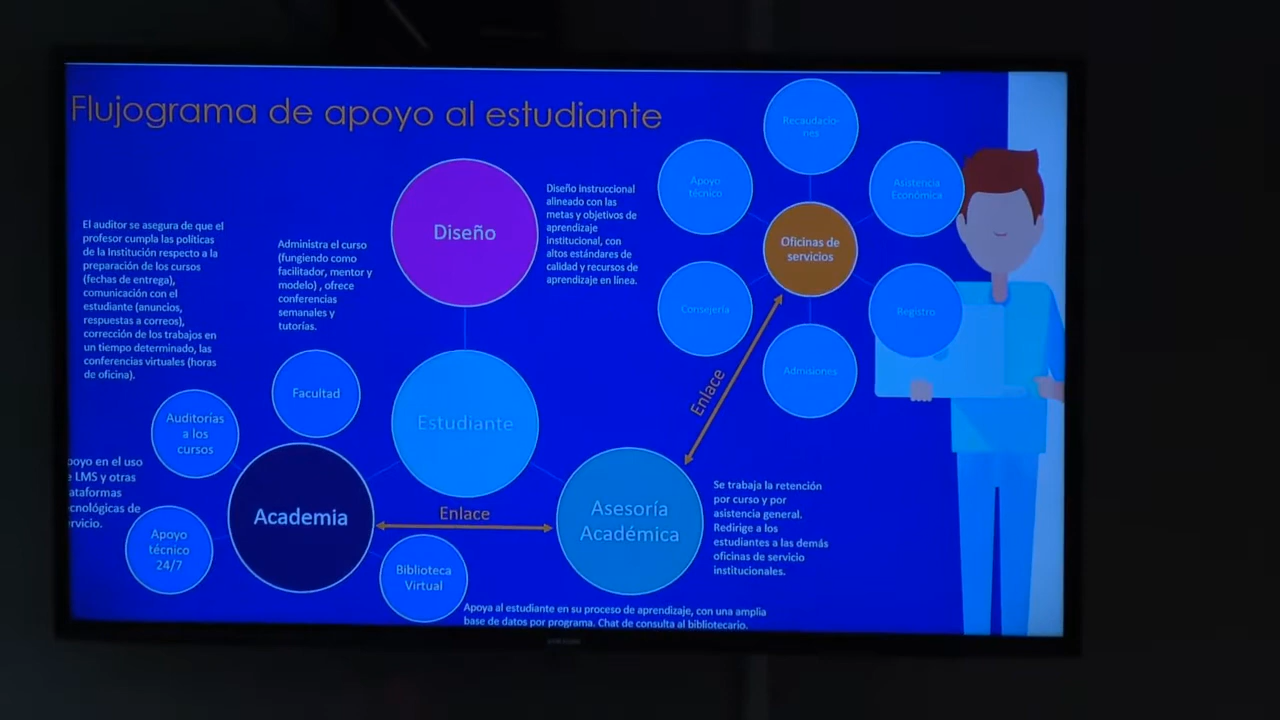 Flujograma de apoyo al estudiante
Recaudacio-
nes
Apoyo
técnico
Asistencia
Económica
Oficinas de
servicios
Consejería
Registro
Admisiones
Diseño
Diseño instruccional
alineado con las
metas y objetivos de
aprendizaje
institucional, con
altos estándares de
calidad y recursos de
aprendizaje en línea.
El auditor se asegura de que el
profesor cumpla las políticas
de la Institución respecto a la
preparación de los cursos
(fechas de entrega),
comunicación con el
estudiante (anuncios,
respuestas a correos),
corrección de los trabajos en
un tiempo determinado, las
conferencias virtuales (horas
de oficina).
Administra el curso
(fungiendo como
facilitador, mentor y
modelo) , ofrece
conferencias
semanales y
tutorías.
Facultad
Estudiante
Enlace
Auditorías
a los
cursos
poyo en el uso
e LMS y otras
ataformas
cnológicas de
rvicio.
Academia
Enlace
Asesoría
Académica
Se trabaja la retención
por curso y por
asistencia general.
Redirige a los
estudiantes a las demás
oficinas de servicio
institucionales.
Apoyo
técnico
24/7
Biblioteca
Virtual
Apoya al estudiante en su proceso de aprendizaje, con una amplia
base de datos por programa. Chat de consulta al bibliotecario.